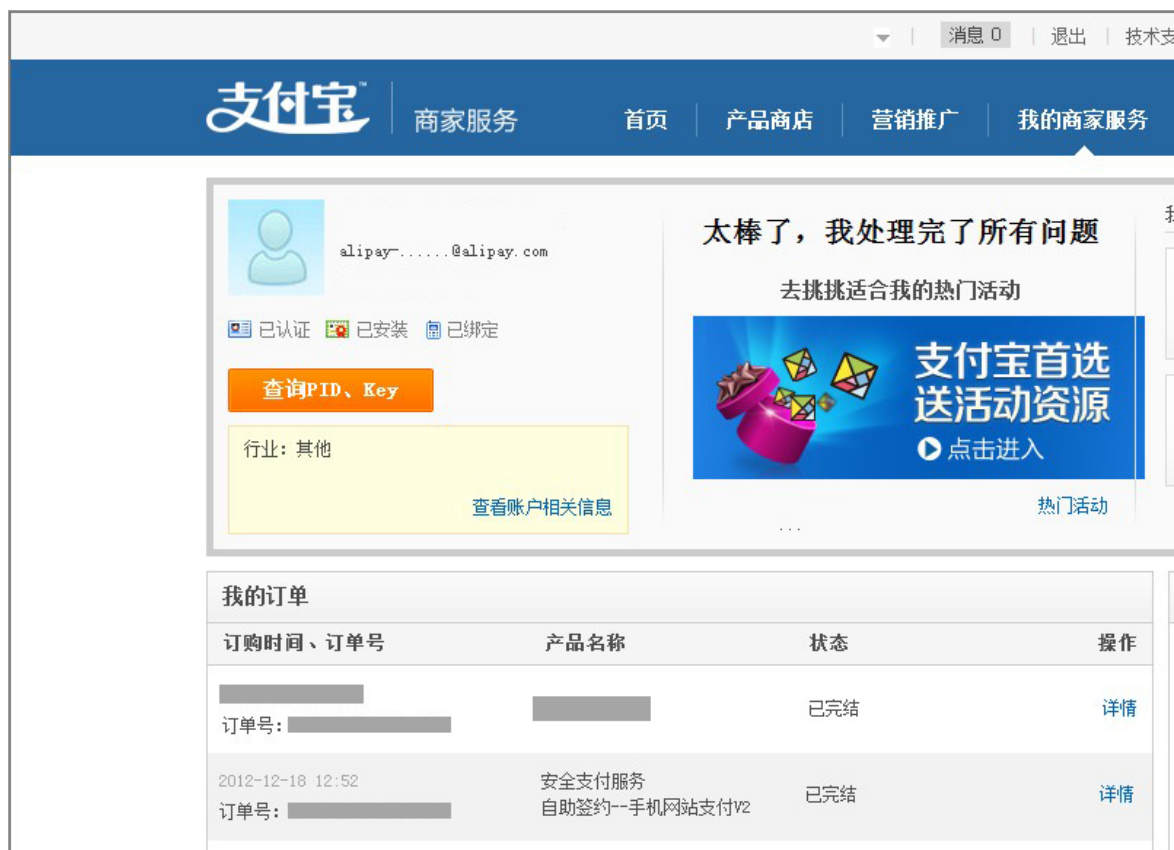 消息 0
退出
技术支
支付宝™
商家服务
首页
产品商店
营销推广
我的商家服务
alipay-......@alipay.com
已认证
已安装
已绑定
查询PID、Key
行业：其他
查看账户相关信息
太棒了，我处理完了所有问题
去挑挑适合我的热门活动
支付宝首选
送活动资源
点击进入
热门活动
...
我的订单
订购时间、订单号
产品名称
状态
操作
订单号：
已完结
详情
2012-12-18 12:52
订单号：
安全支付服务
自助签约--手机网站支付V2
已完结
详情